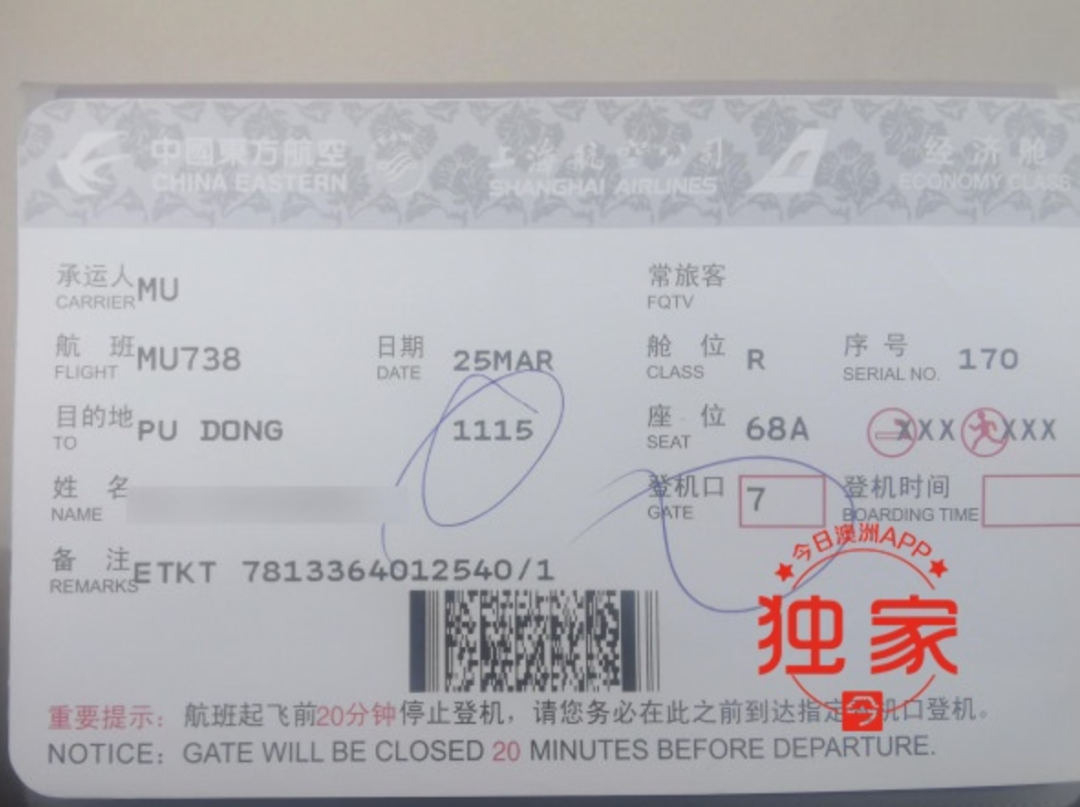 中國東方航空 上海航空公司 经济舱
CHINA EASTERN SHANGHAI AIRLINES ECONOMY CLASS
承运人 MU 常旅客
CARRIER FQTV
航 班 MU738 日期 25MAR 舱 位 R 序 号 170
FLIGHT DATE CLASS SERIAL NO.
目的地 PU DONG 1115 座 位 68A XXX XXX
TO SEAT
姓 名 登机口 7 登机时间
NAME GATE BOARDING TIME
备 注 ETKT 7813364012540/1
REMARKS
今日澳洲APP
独家
今
重要提示：航班起飞前20分钟停止登机，请您务必在此之前到达指定 机口登机。
NOTICE：GATE WILL BE CLOSED 20 MINUTES BEFORE DEPARTURE.